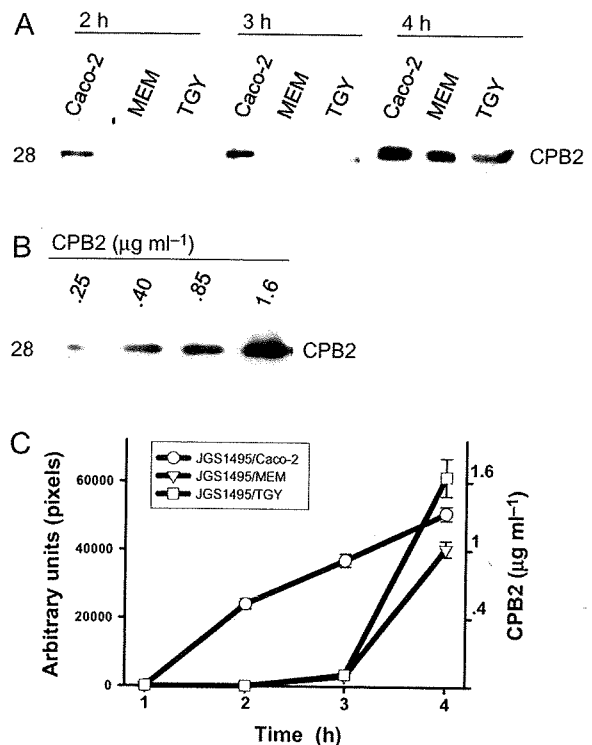 A
2 h 3 h 4 h
Caco-2 MEM TGY Caco-2 MEM TGY Caco-2 MEM TGY
28 CPB2
B
CPB2 (µg ml⁻¹)
.25 .40 .85 1.6
28 CPB2
C
JGS1495/Caco-2
JGS1495/MEM
JGS1495/TGY
Arbitrary units (pixels)
60000
40000
20000
0
1.6
1
.4
CPB2 (µg ml⁻¹)
1 2 3 4
Time (h)